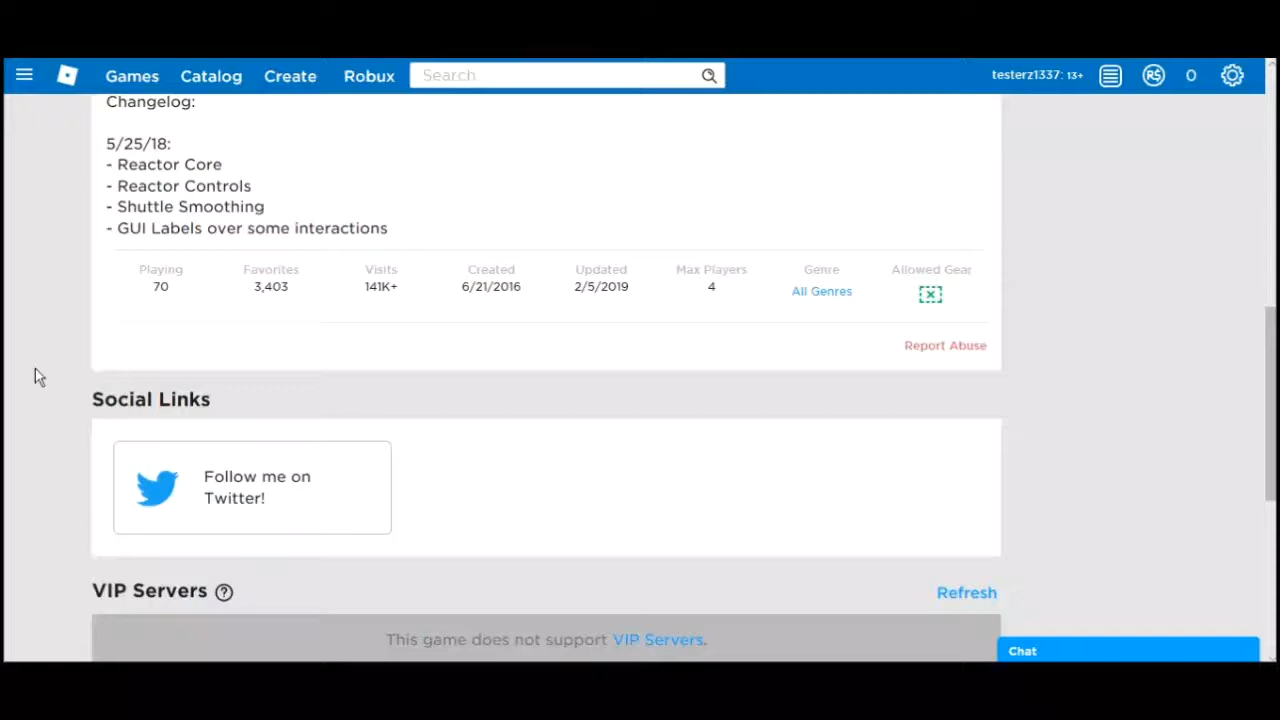 Games Catalog Create Robux Search testerz1337: 13+ R$ 0
Changelog:
5/25/18:
- Reactor Core
- Reactor Controls
- Shuttle Smoothing
- GUI Labels over some interactions
Playing Favorites Visits Created Updated Max Players Genre Allowed Gear
70 3,403 141K+ 6/21/2016 2/5/2019 4 All Genres
Report Abuse
Social Links
Follow me on
Twitter!
VIP Servers ? Refresh
This game does not support VIP Servers.
Chat